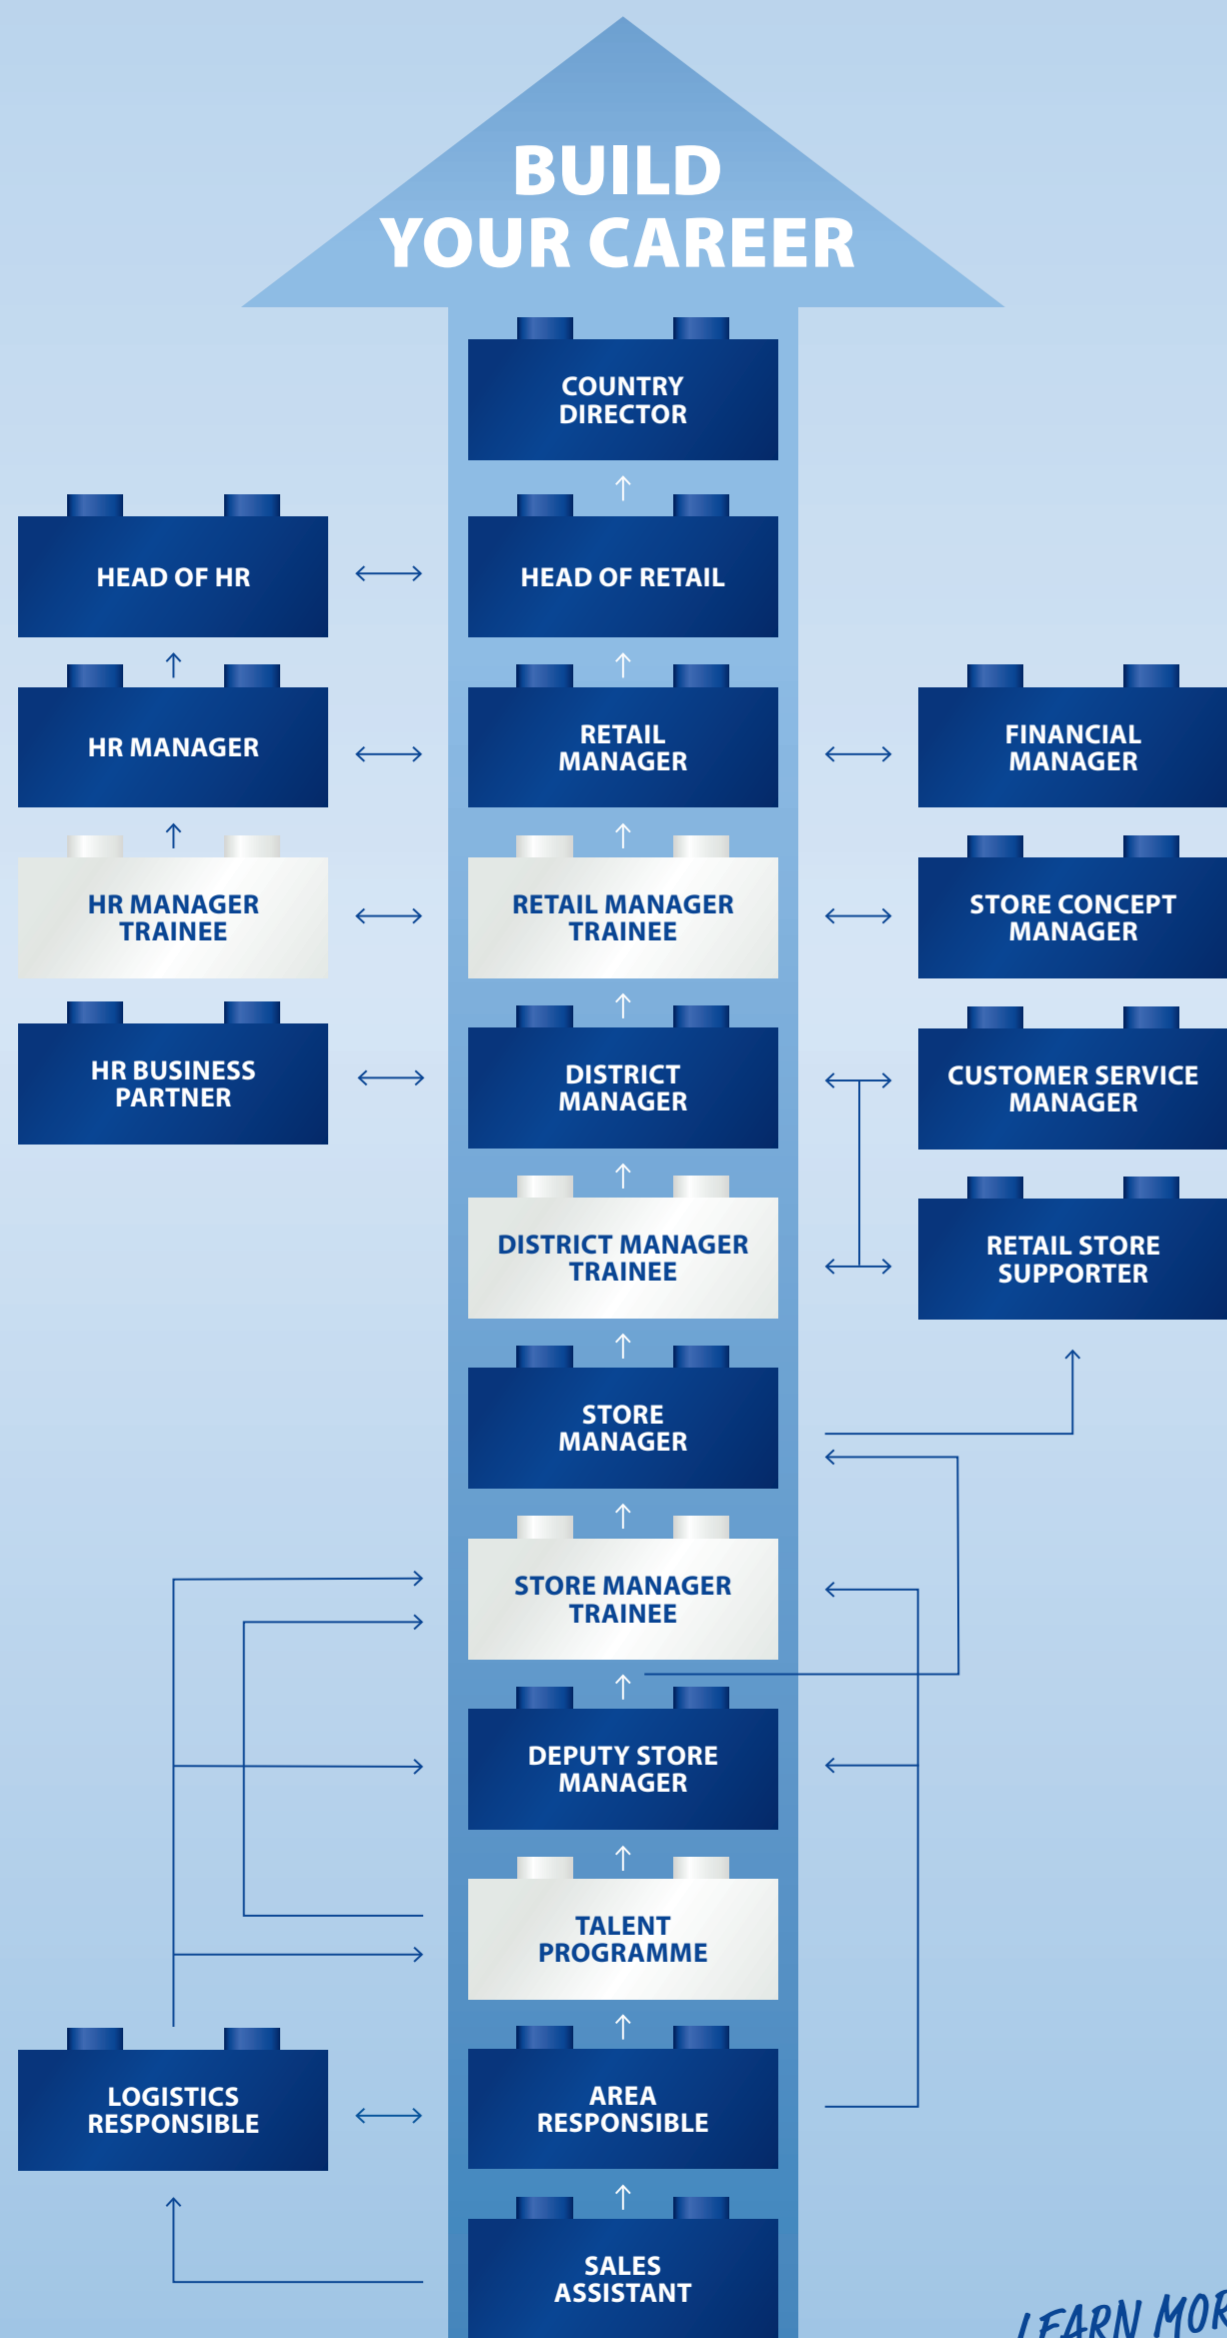 BUILD
YOUR CAREER
COUNTRY
DIRECTOR
HEAD OF HR
HEAD OF RETAIL
HR MANAGER
RETAIL
MANAGER
FINANCIAL
MANAGER
HR MANAGER
TRAINEE
RETAIL MANAGER
TRAINEE
STORE CONCEPT
MANAGER
HR BUSINESS
PARTNER
DISTRICT
MANAGER
CUSTOMER SERVICE
MANAGER
DISTRICT MANAGER
TRAINEE
RETAIL STORE
SUPPORTER
STORE
MANAGER
STORE MANAGER
TRAINEE
DEPUTY STORE
MANAGER
TALENT
PROGRAMME
LOGISTICS
RESPONSIBLE
AREA
RESPONSIBLE
SALES
ASSISTANT
LEARN